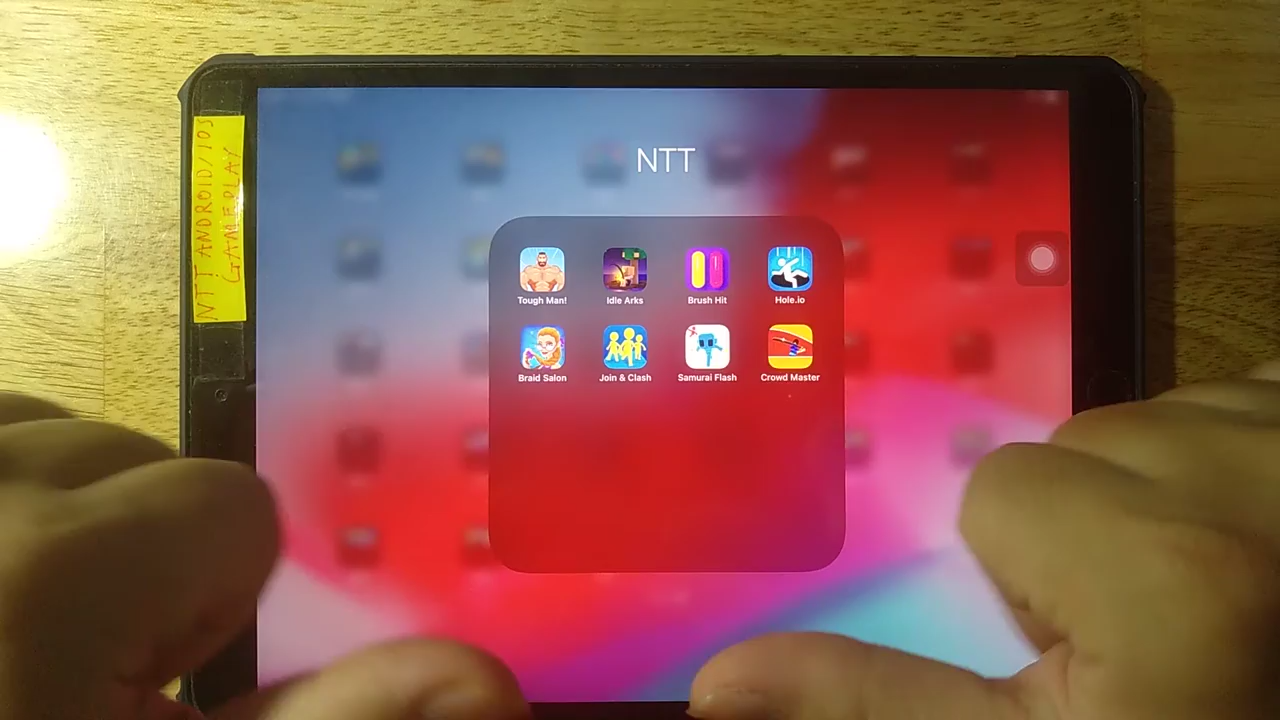 NTT ANDROID/IOS
GAMEPLAY
NTT
Tough Man!
Idle Arks
Brush Hit
Hole.io
Braid Salon
Join & Clash
Samurai Flash
Crowd Master